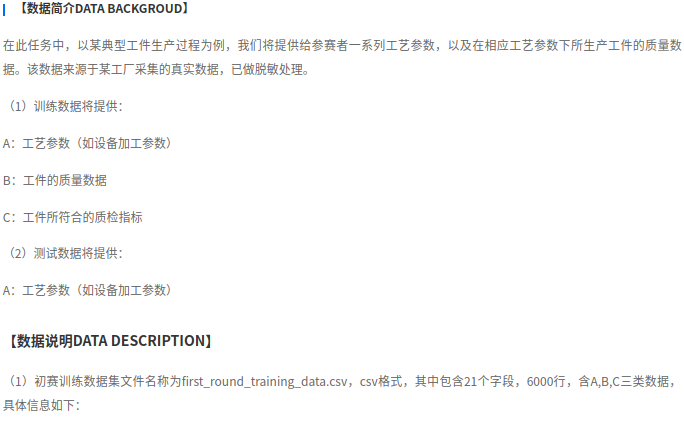 【数据简介DATA BACKGROUD】
在此任务中，以某典型工件生产过程为例，我们将提供给参赛者一系列工艺参数，以及在相应工艺参数下所生产工件的质量数
据。该数据来源于某工厂采集的真实数据，已做脱敏处理。
（1）训练数据将提供：
A：工艺参数（如设备加工参数）
B：工件的质量数据
C：工件所符合的质检指标
（2）测试数据将提供：
A：工艺参数（如设备加工参数）
【数据说明DATA DESCRIPTION】
（1）初赛训练数据集文件名称为first_round_training_data.csv，csv格式，其中包含21个字段，6000行，含A,B,C三类数据，
具体信息如下：